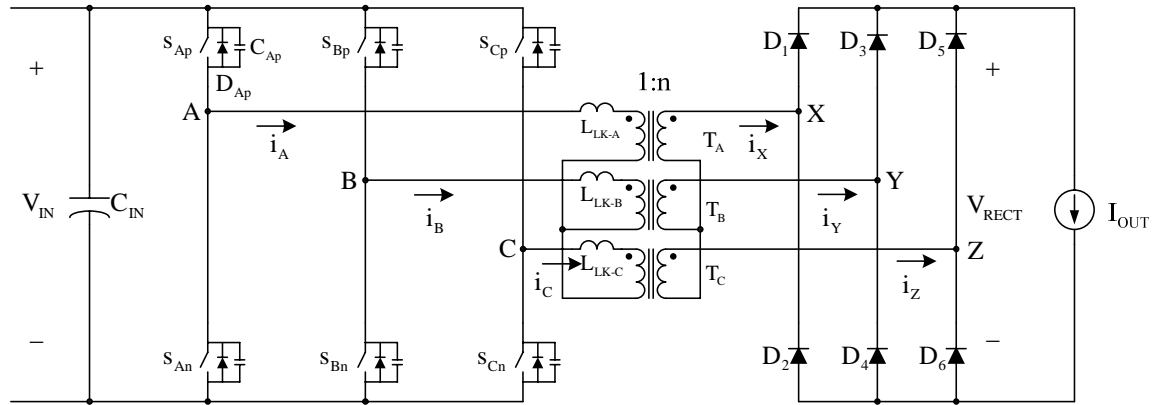 S_Ap
C_Ap
D_Ap
S_Bp
S_Cp
D_1
D_3
D_5
+
+
1:n
A
i_A
L_LK-A
T_A
i_X
X
B
i_B
L_LK-B
T_B
i_Y
Y
V_IN
C_IN
V_RECT
I_OUT
C
i_C
L_LK-C
T_C
i_Z
Z
−
−
S_An
S_Bn
S_Cn
D_2
D_4
D_6